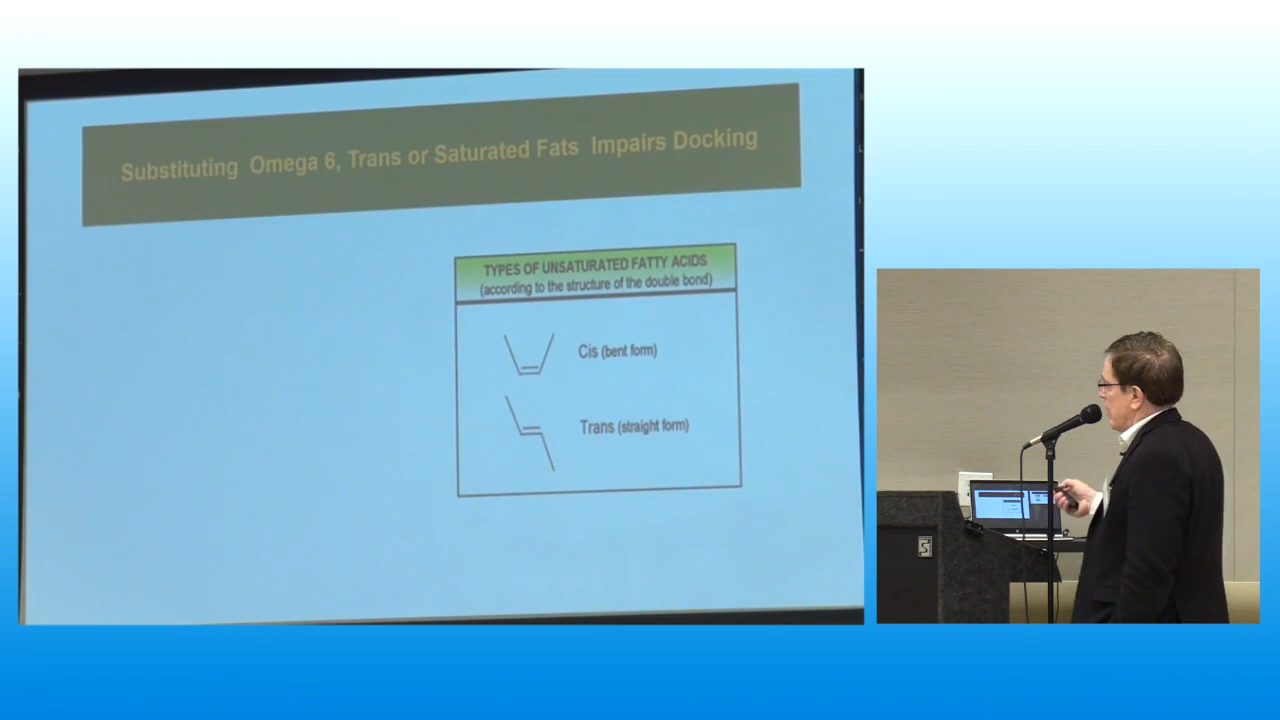 Substituting Omega 6, Trans or Saturated Fats Impairs Docking
TYPES OF UNSATURATED FATTY ACIDS
(according to the structure of the double bond)
Cis (bent form)
Trans (straight form)